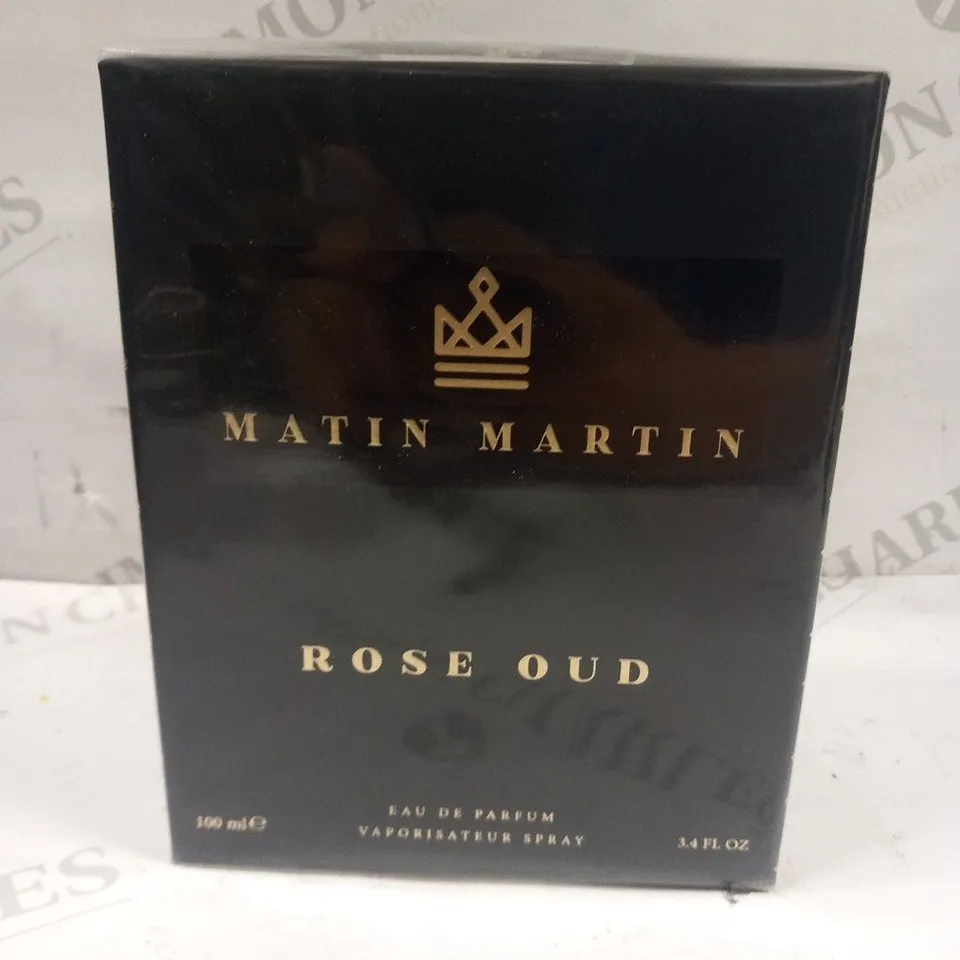 MATIN MARTIN
ROSE OUD
EAU DE PARFUM
VAPORISATEUR SPRAY
100 ml e
3.4 FL OZ